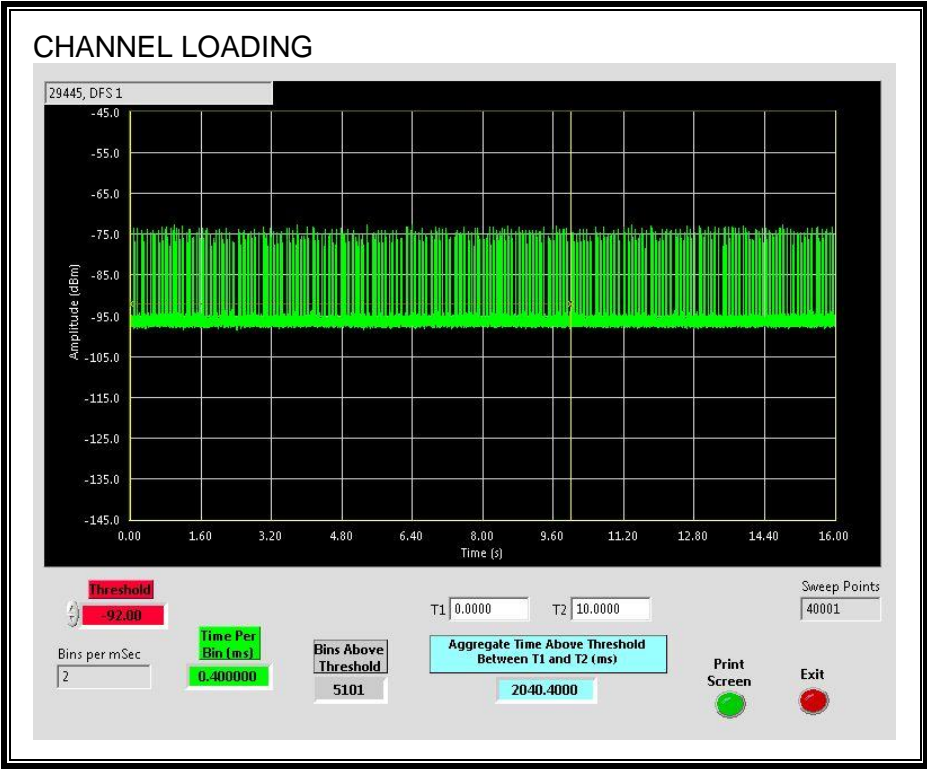 CHANNEL LOADING
29445, DFS 1
-45.0
-55.0
-65.0
-75.0
-85.0
-95.0
-105.0
-115.0
-125.0
-135.0
-145.0
Amplitude (dBm)
0.00 1.60 3.20 4.80 6.40 8.00 9.60 11.20 12.80 14.40 16.00
Time (s)
Threshold
-92.00
Bins per mSec
2
Time Per
Bin (ms)
0.400000
Bins Above
Threshold
5101
T1 0.0000 T2 10.0000
Aggregate Time Above Threshold
Between T1 and T2 (ms)
2040.4000
Sweep Points
40001
Print
Screen
Exit